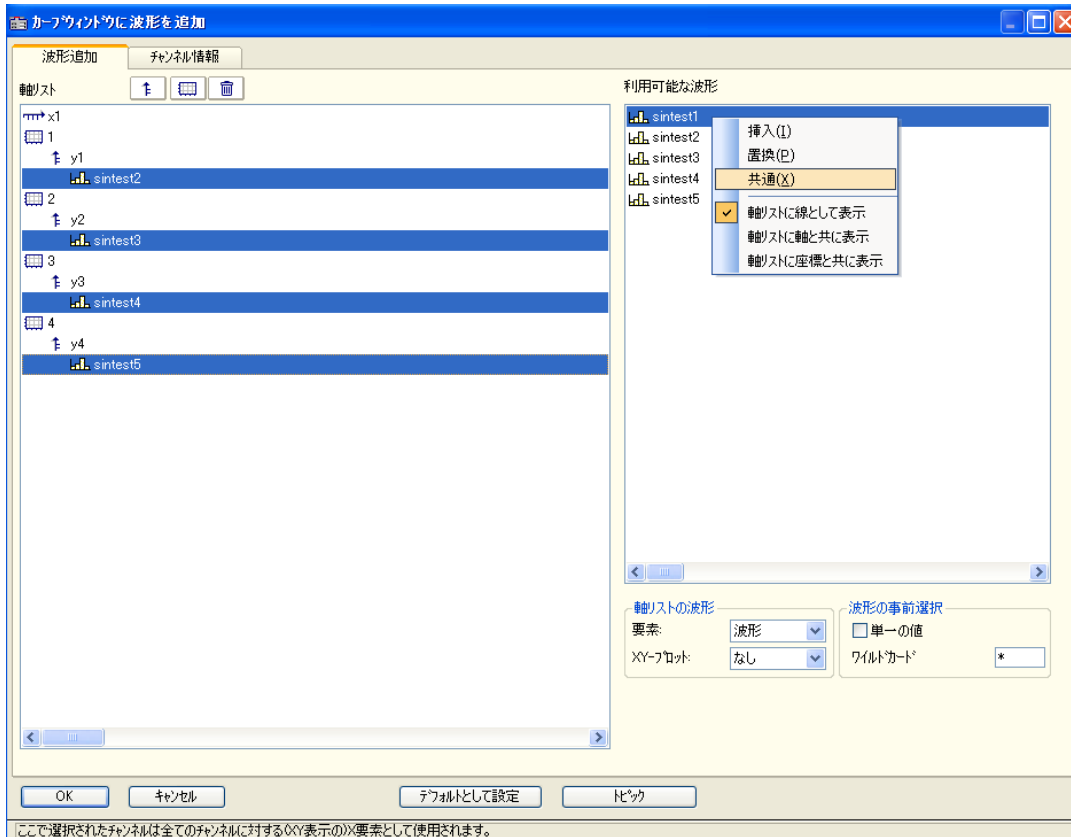 カーブウィンドウに波形を追加
波形追加
チャンネル情報
軸リスト
x1
1
y1
sintest2
2
y2
sintest3
3
y3
sintest4
4
y4
sintest5
利用可能な波形
sintest1
sintest2
sintest3
sintest4
sintest5
挿入(I)
置換(P)
共通(X)
軸リストに線として表示
軸リストに軸と共に表示
軸リストに座標と共に表示
軸リストの波形
要素:
波形
XY-プロット:
なし
波形の事前選択
単一の値
ワイルドカード
*
OK
キャンセル
デフォルトとして設定
トピック
ここで選択されたチャンネルは全てのチャンネルに対する(XY表示の)X要素として使用されます。